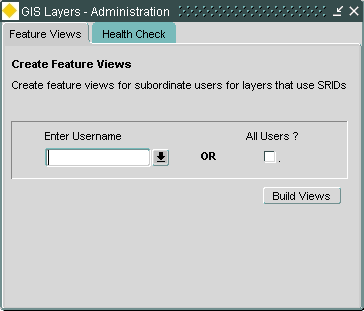 GIS Layers - Administration
Feature Views Health Check
Create Feature Views
Create feature views for subordinate users for layers that use SRIDs
Enter Username All Users ?
OR .
Build Views